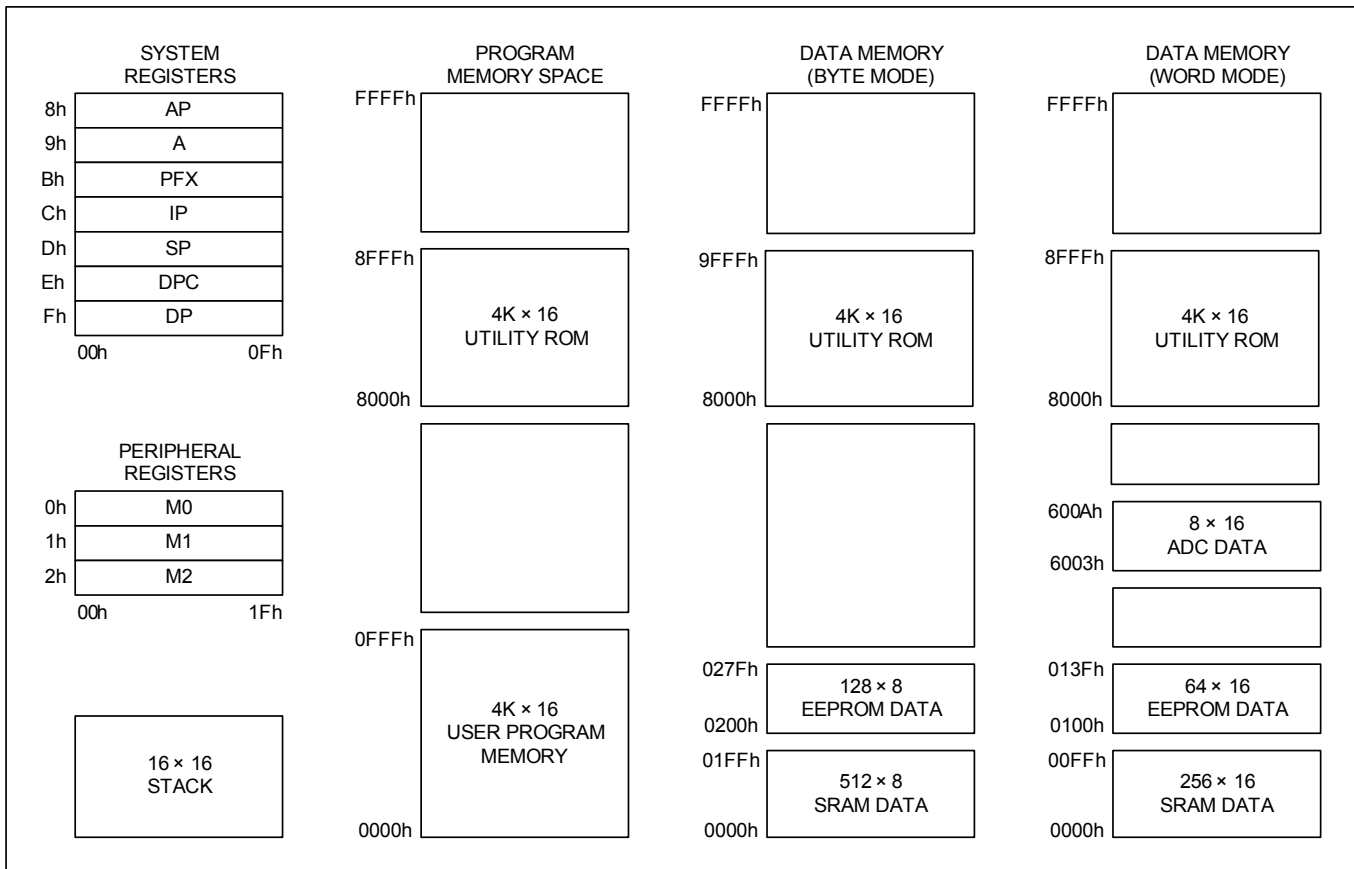 SYSTEM
REGISTERS
8h AP
9h A
Bh PFX
Ch IP
Dh SP
Eh DPC
Fh DP
00h 0Fh
PERIPHERAL
REGISTERS
0h M0
1h M1
2h M2
00h 1Fh
16 × 16
STACK
PROGRAM
MEMORY SPACE
FFFFh
8FFFh
4K × 16
UTILITY ROM
8000h
0FFFh
4K × 16
USER PROGRAM
MEMORY
0000h
DATA MEMORY
(BYTE MODE)
FFFFh
9FFFh
4K × 16
UTILITY ROM
8000h
027Fh
128 × 8
EEPROM DATA
0200h
01FFh
512 × 8
SRAM DATA
0000h
DATA MEMORY
(WORD MODE)
FFFFh
8FFFh
4K × 16
UTILITY ROM
8000h
600Ah
8 × 16
ADC DATA
6003h
013Fh
64 × 16
EEPROM DATA
0100h
00FFh
256 × 16
SRAM DATA
0000h